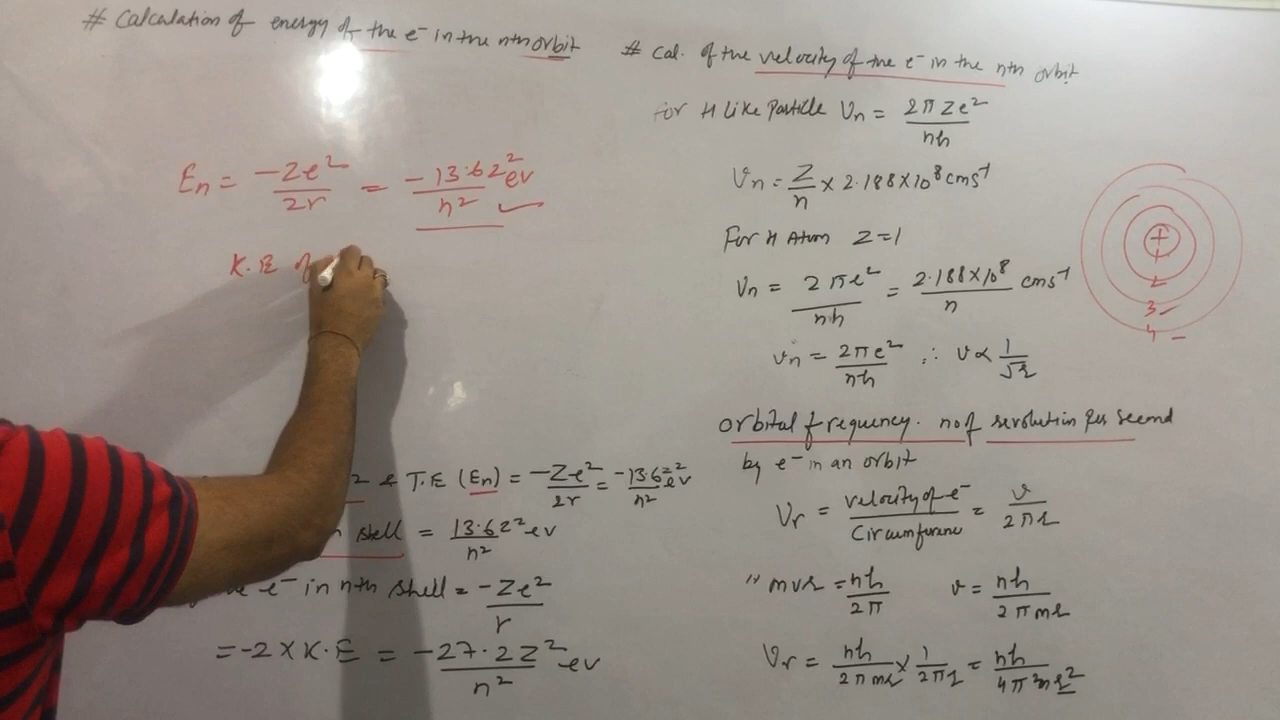 # Calculation of energy of the e⁻ in the nth orbit
Eₙ = -Ze²/2r = -13.6Z²/n² ev
K.E of
2 & T.E (Eₙ) = -Ze²/2r = -13.6Z²/n² ev
shell = 13.6Z²/n² ev
e⁻ in nth shell = -Ze²/r
= -2 X K.E = -27.2Z²/n² ev
# Cal. of the velocity of the e⁻ in the nth orbit
For H Like Particle Vₙ = 2πZe²/nh
Vₙ = Z/n × 2.188×10⁸ cms⁻¹
For H Atom Z=1
Vₙ = 2πe²/nh = 2.188×10⁸/n cms⁻¹
Vₙ = 2πe²/nh ∴ v ∝ 1/√r
orbital frequency. no of revolution per second
by e⁻ in an orbit
Vr = velocity of e⁻/Circumference = v/2πr
" mvr = nh/2π v = nh/2πmr
Vr = nh/2πmr × 1/2πr = nh/4π²mr²
+
1
2
3
4